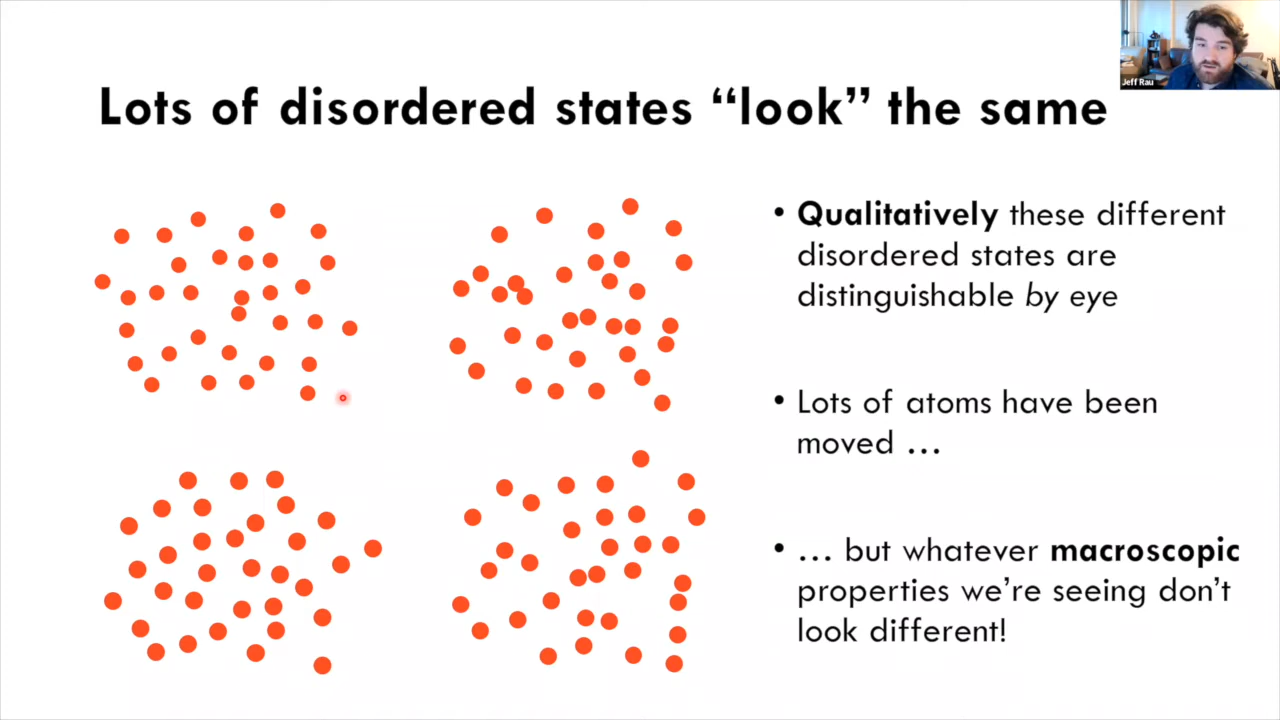 Jeff Rau
Lots of disordered states “look” the same
• Qualitatively these different
disordered states are
distinguishable by eye
• Lots of atoms have been
moved …
• … but whatever macroscopic
properties we’re seeing don’t
look different!